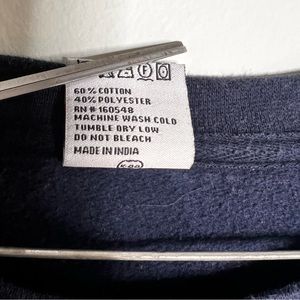 60% COTTON
40% POLYESTER
RN # 160548
MACHINE WASH COLD
TUMBLE DRY LOW
DO NOT BLEACH
MADE IN INDIA